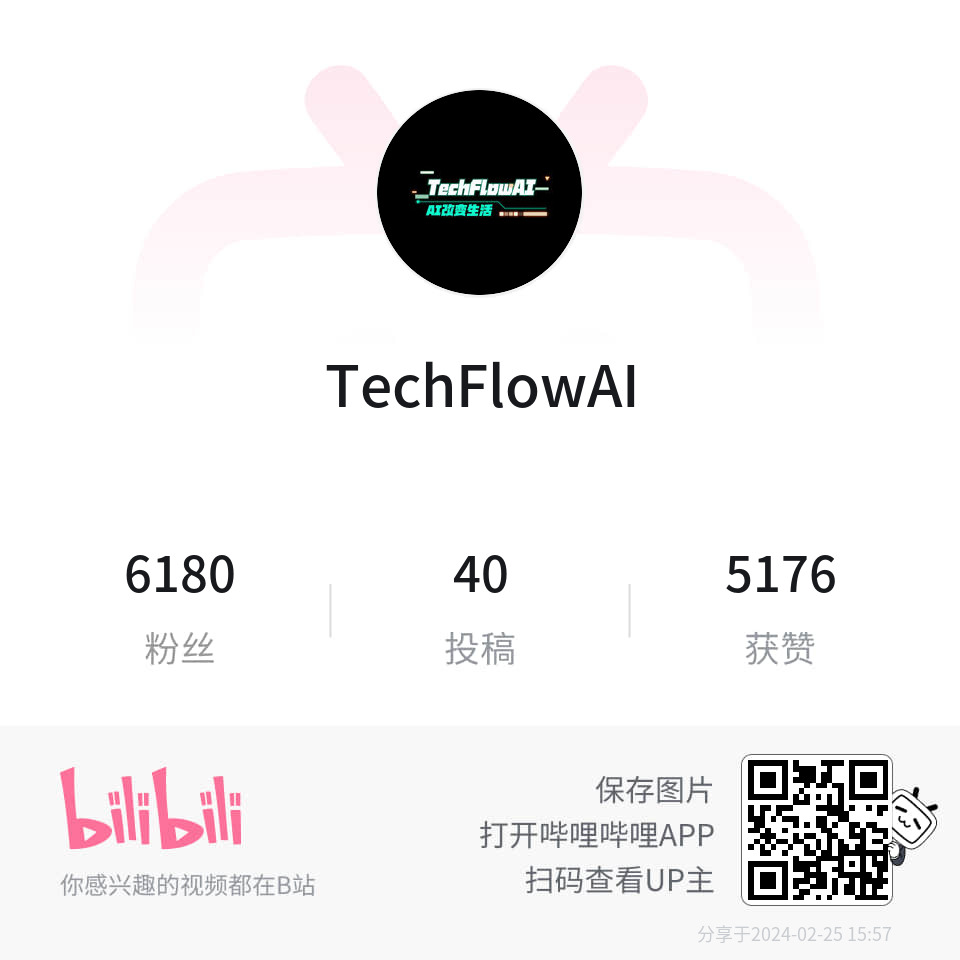 TechFlowAI
AI改变生活
TechFlowAI
6180
40
5176
粉丝
投稿
获赞
bilibili
你感兴趣的视频都在B站
保存图片
打开哔哩哔哩APP
扫码查看UP主
分享于2024-02-25 15:57